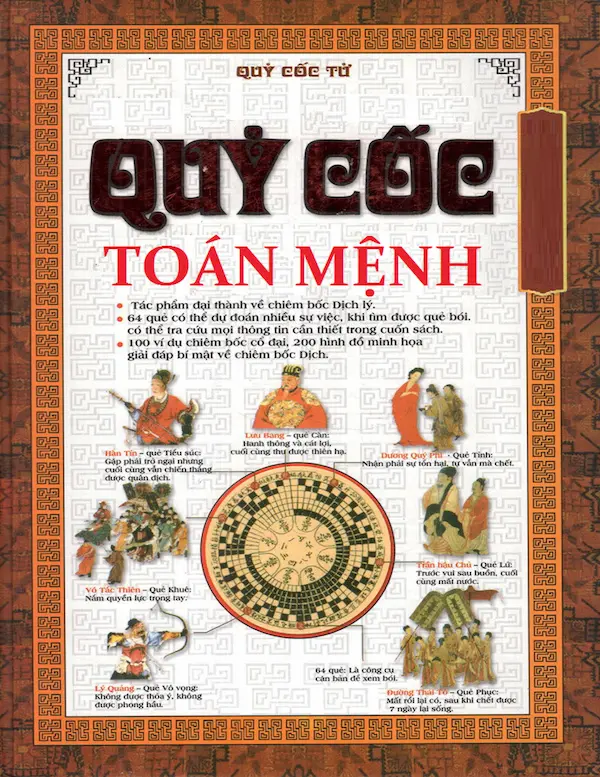 QUỶ CỐC TỬ
QUỶ CỐC
TOÁN MỆNH
• Tác phẩm đại thành về chiêm bốc Dịch lý.
• 64 quẻ có thể dự đoán nhiều sự việc, khi tìm được quẻ bói.
có thể tra cứu mọi thông tin cần thiết trong cuốn sách.
• 100 ví dụ chiêm bốc cổ đại, 200 hình đồ minh họa
giải đáp bí mật về chiêm bốc Dịch.
Hàn Tín – quẻ Tiểu súc:
Gặp phải trở ngại nhưng
cuối cùng vẫn chiến thắng
được quân địch.
Lưu Bang – quẻ Càn:
Hanh thông và cát lợi,
cuối cùng thu được thiên hạ.
Dương Quý Phi - Quẻ Tỉnh:
Nhận phải sự tổn hại, tự vẫn mà chết.
Võ Tắc Thiên – Quẻ Khuê:
Nắm quyền lực trong tay.
Trần Hậu Chủ – Quẻ Lữ:
Trước vui sau buồn, cuối
cùng mất nước.
Lý Quảng – Quẻ Vô vọng:
Không được thỏa ý, không
được phong hầu.
64 quẻ: Là công cụ
căn bản để xem bói.
Đường Thái Tổ – Quẻ Phục:
Mất rồi lại có, sau khi chết được
7 ngày lại sống.